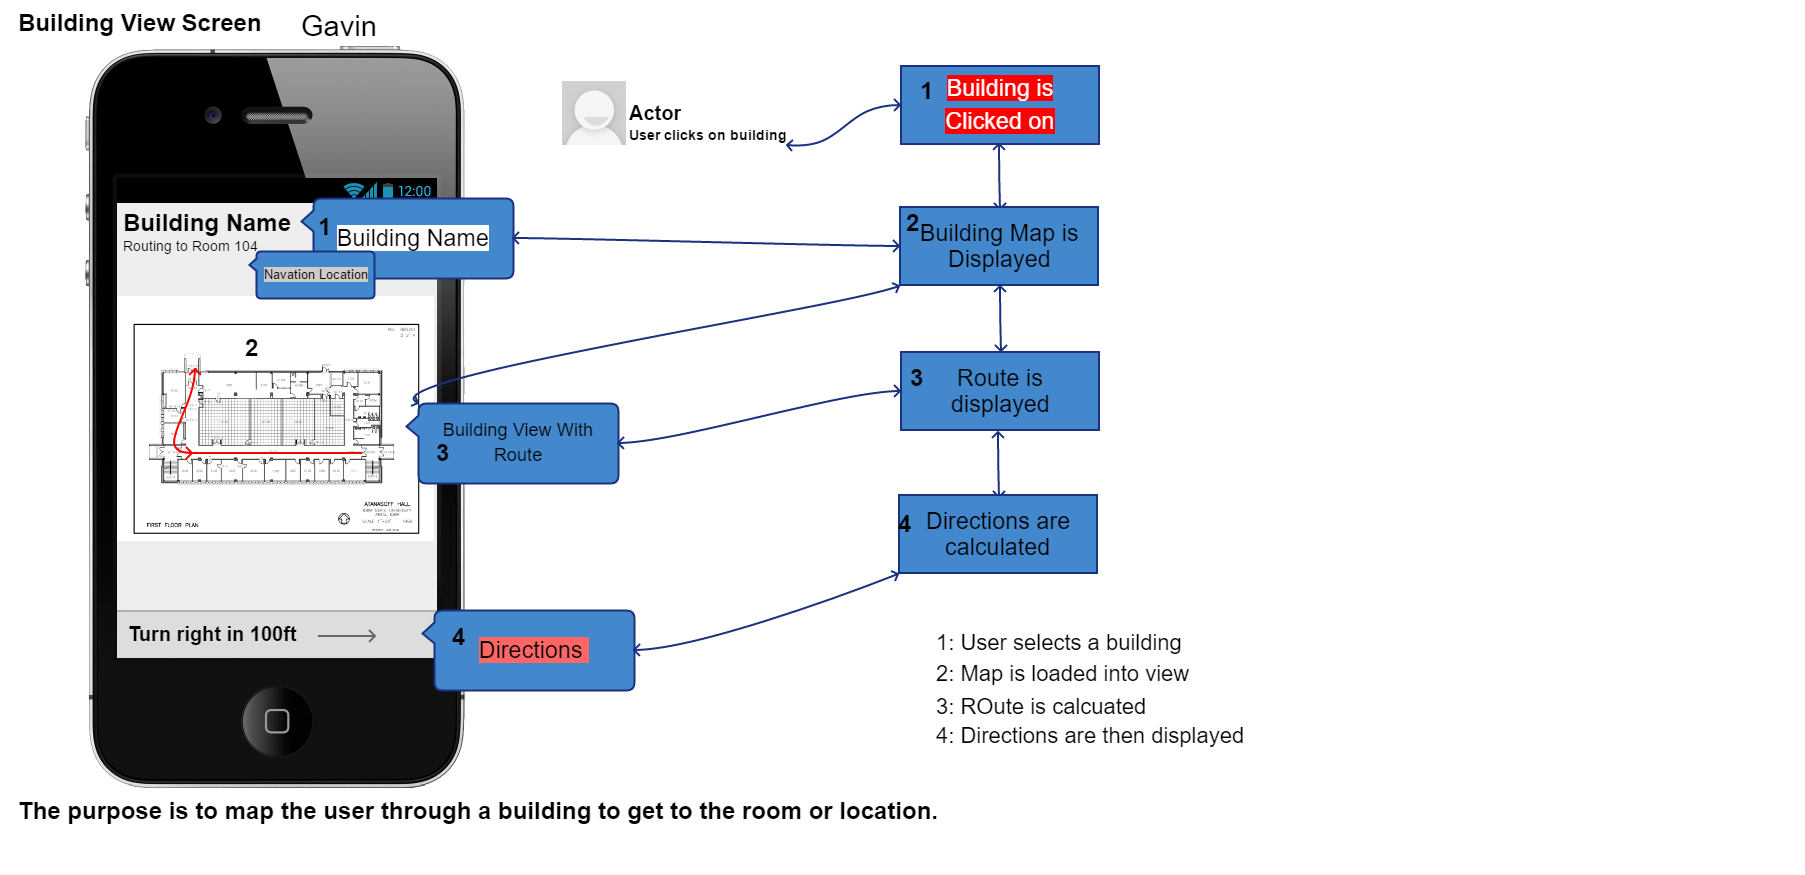 Building View Screen
Gavin
12:00
Building Name
Routing to Room 104
1
Building Name
Navation Location
2
FIRST FLOOR PLAN
ATANASOFF HALL
3
Building View With
Route
Turn right in 100ft
4
Directions
Actor
User clicks on building
1
Building is
Clicked on
2
Building Map is
Displayed
3
Route is
displayed
4
Directions are
calculated
1: User selects a building
2: Map is loaded into view
3: ROute is calcuated
4: Directions are then displayed
The purpose is to map the user through a building to get to the room or location.